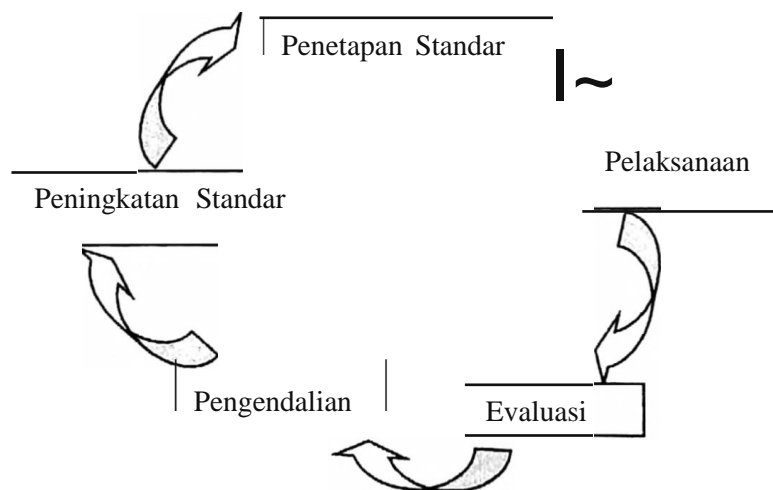 Penetapan Standar
Pelaksanaan
Peningkatan Standar
Pengendalian
Evaluasi